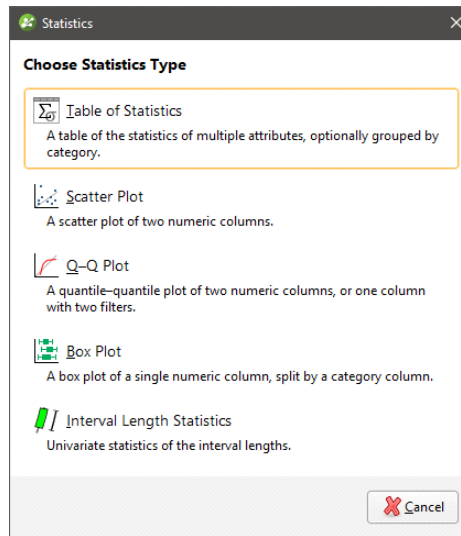 Statistics
Choose Statistics Type
Table of Statistics
A table of the statistics of multiple attributes, optionally grouped by
category.
Scatter Plot
A scatter plot of two numeric columns.
Q–Q Plot
A quantile–quantile plot of two numeric columns, or one column
with two filters.
Box Plot
A box plot of a single numeric column, split by a category column.
Interval Length Statistics
Univariate statistics of the interval lengths.
Cancel